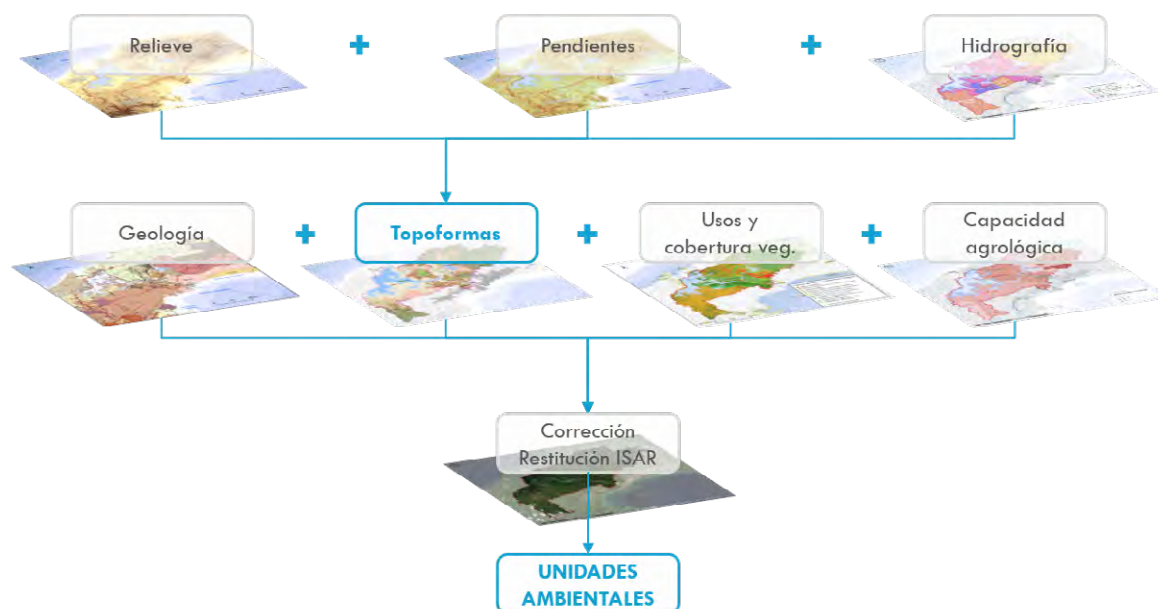 Relieve
Pendientes
Hidrografía
Geología
Topoformas
Usos y
cobertura veg.
Capacidad
agrológica
Corrección
Restitución ISAR
UNIDADES
AMBIENTALES